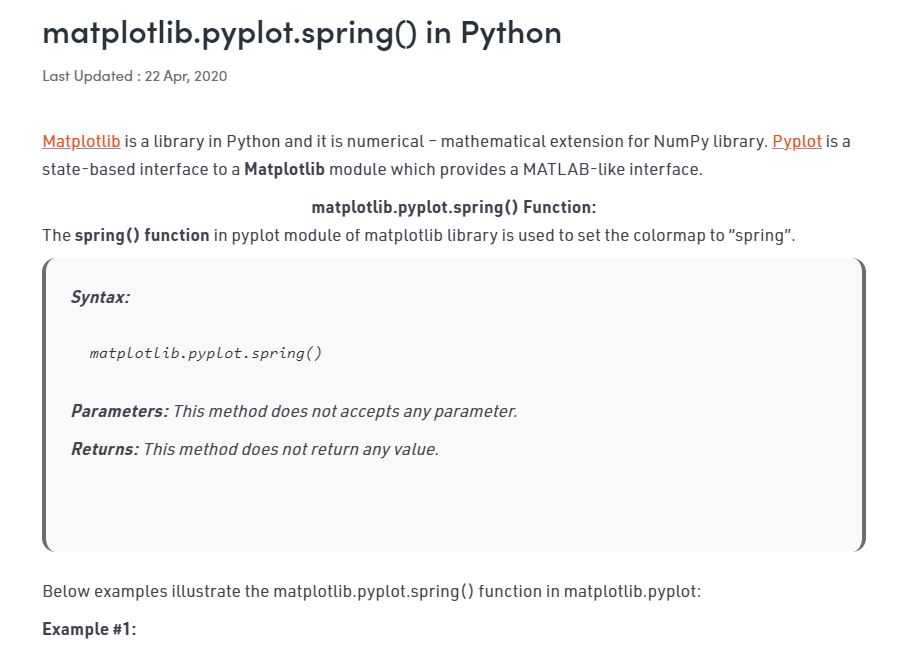 matplotlib.pyplot.spring() in Python
Last Updated : 22 Apr, 2020
Matplotlib is a library in Python and it is numerical – mathematical extension for NumPy library. Pyplot is a
state-based interface to a Matplotlib module which provides a MATLAB-like interface.
matplotlib.pyplot.spring() Function:
The spring() function in pyplot module of matplotlib library is used to set the colormap to “spring”.
Syntax:
matplotlib.pyplot.spring()
Parameters: This method does not accepts any parameter.
Returns: This method does not return any value.
Below examples illustrate the matplotlib.pyplot.spring() function in matplotlib.pyplot:
Example #1: